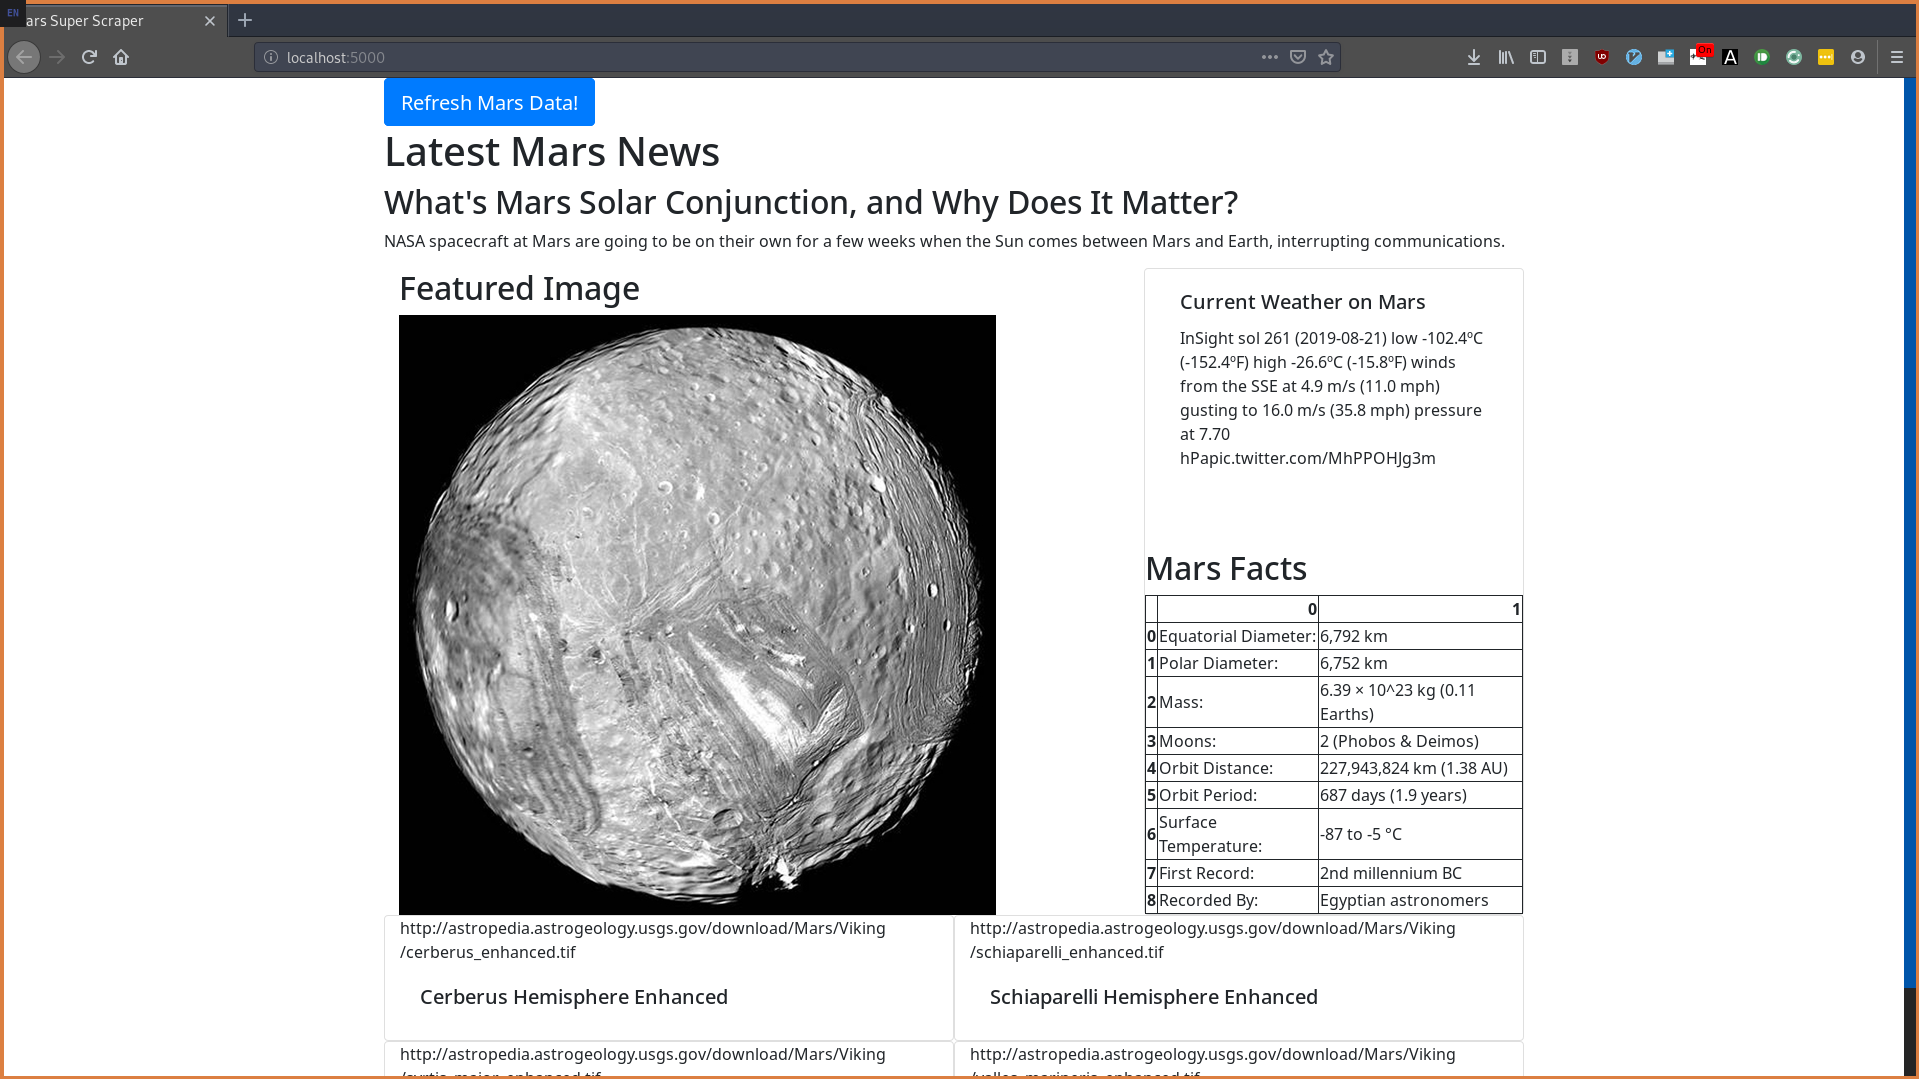 EN
ars Super Scraper
localhost:5000
On
Refresh Mars Data!
Latest Mars News
What's Mars Solar Conjunction, and Why Does It Matter?
NASA spacecraft at Mars are going to be on their own for a few weeks when the Sun comes between Mars and Earth, interrupting communications.
Featured Image
Current Weather on Mars
InSight sol 261 (2019-08-21) low -102.4ºC
(-152.4ºF) high -26.6ºC (-15.8ºF) winds
from the SSE at 4.9 m/s (11.0 mph)
gusting to 16.0 m/s (35.8 mph) pressure
at 7.70
hPapic.twitter.com/MhPPOHJg3m
Mars Facts
0 1
0 Equatorial Diameter: 6,792 km
1 Polar Diameter: 6,752 km
2 Mass: 6.39 × 10^23 kg (0.11
Earths)
3 Moons: 2 (Phobos & Deimos)
4 Orbit Distance: 227,943,824 km (1.38 AU)
5 Orbit Period: 687 days (1.9 years)
6 Surface
Temperature: -87 to -5 °C
7 First Record: 2nd millennium BC
8 Recorded By: Egyptian astronomers
http://astropedia.astrogeology.usgs.gov/download/Mars/Viking
/cerberus_enhanced.tif
Cerberus Hemisphere Enhanced
http://astropedia.astrogeology.usgs.gov/download/Mars/Viking
/schiaparelli_enhanced.tif
Schiaparelli Hemisphere Enhanced
http://astropedia.astrogeology.usgs.gov/download/Mars/Viking
http://astropedia.astrogeology.usgs.gov/download/Mars/Viking